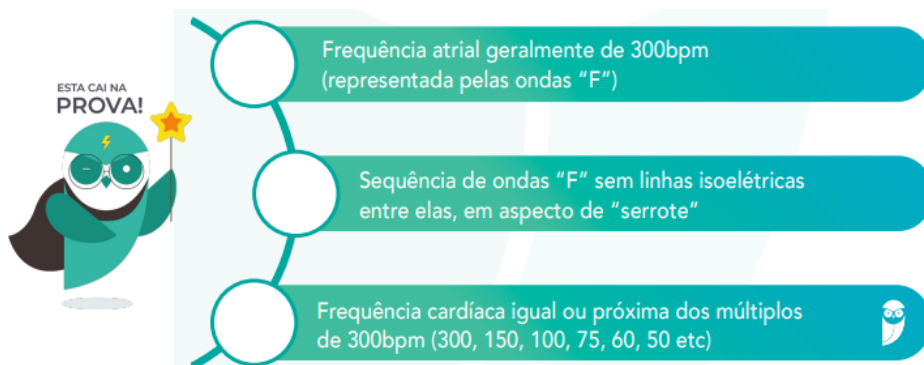 ESTA CAI NA
PROVA!
Frequência atrial geralmente de 300bpm
(representada pelas ondas “F”)
Sequência de ondas “F” sem linhas isoelétricas
entre elas, em aspecto de “serrote”
Frequência cardíaca igual ou próxima dos múltiplos
de 300bpm (300, 150, 100, 75, 60, 50 etc)